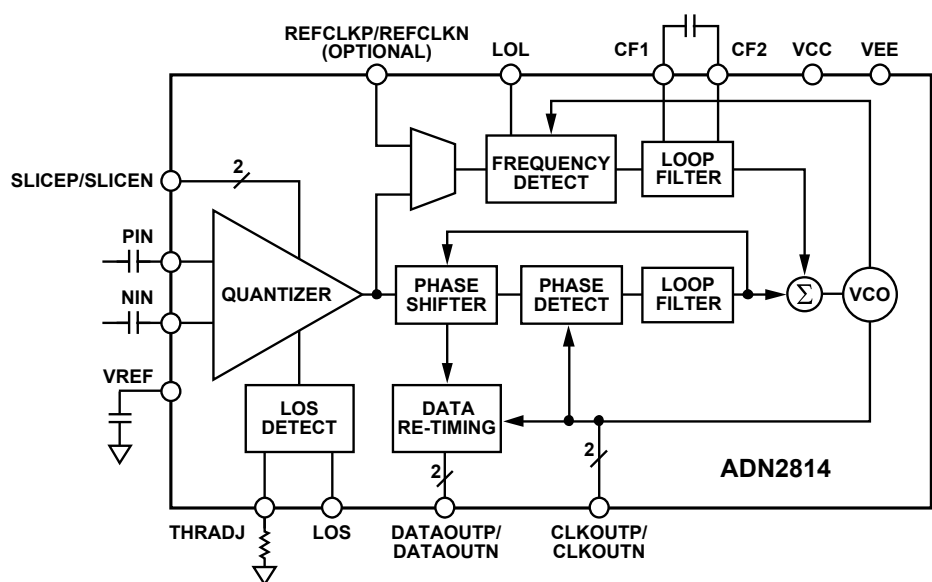 REFCLKP/REFCLKN
(OPTIONAL)
LOL
CF1
CF2
VCC
VEE
SLICEP/SLICEN
2
FREQUENCY
DETECT
LOOP
FILTER
PIN
QUANTIZER
PHASE
SHIFTER
PHASE
DETECT
LOOP
FILTER
Σ
VCO
NIN
VREF
LOS
DETECT
DATA
RE-TIMING
2
2
ADN2814
THRADJ
LOS
DATAOUTP/
DATAOUTN
CLKOUTP/
CLKOUTN